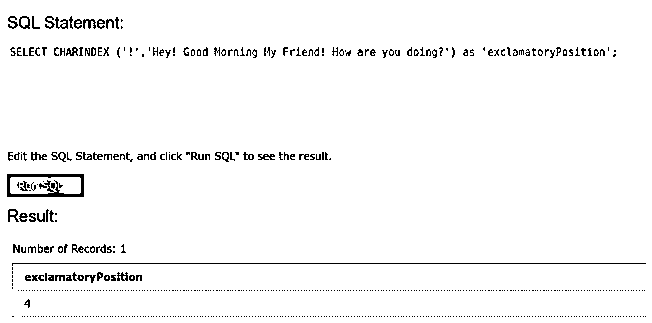 SQL Statement:
SELECT CHARINDEX ('!','Hey! Good Morning My Friend! How are you doing?') as 'exclamatoryPosition';
Edit the SQL Statement, and click "Run SQL" to see the result.
Run SQL
Result:
Number of Records: 1
exclamatoryPosition
4